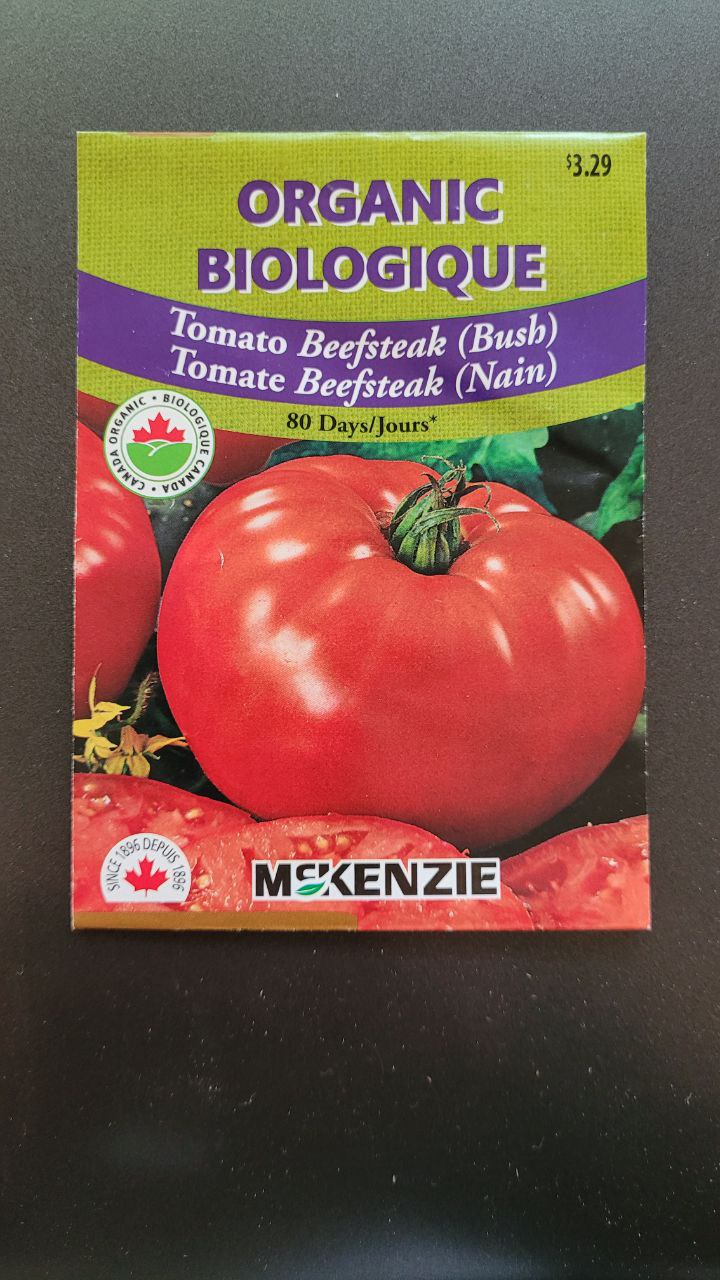 $3.29
ORGANIC
BIOLOGIQUE
Tomato Beefsteak (Bush)
Tomate Beefsteak (Nain)
80 Days/Jours*
CANADA ORGANIC • BIOLOGIQUE CANADA •
SINCE 1896 DEPUIS 1896
McKENZIE